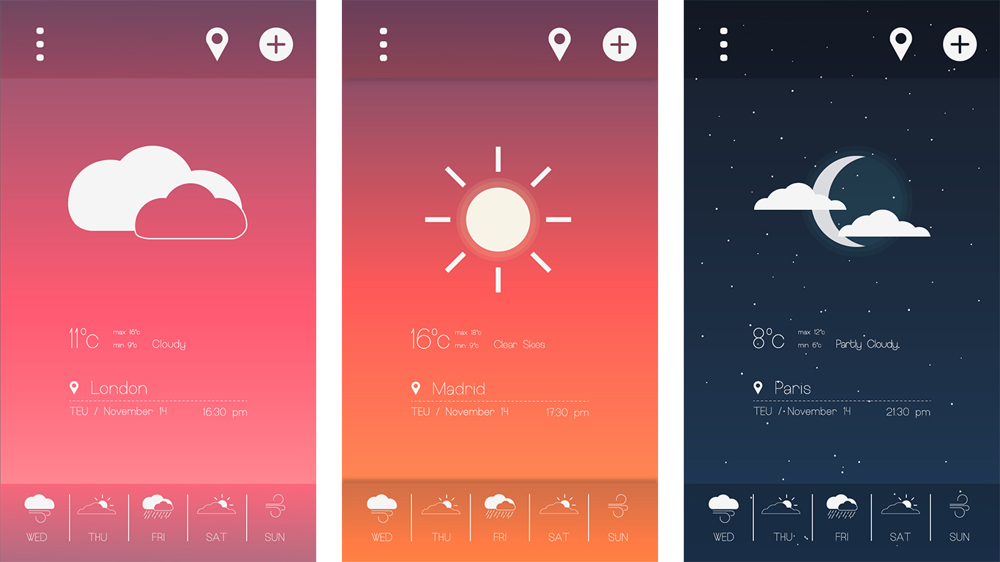 11°c
max 16°c
min 9°c
Cloudy
London
TEU / November 14
16:30 pm
WED
THU
FRI
SAT
SUN
16°c
max 18°c
min 9°c
Clear Skies
Madrid
TEU / November 14
17:30 pm
WED
THU
FRI
SAT
SUN
8°c
max 12°c
min 6°c
Partly Cloudy
Paris
TEU / November 14
21:30 pm
WED
THU
FRI
SAT
SUN